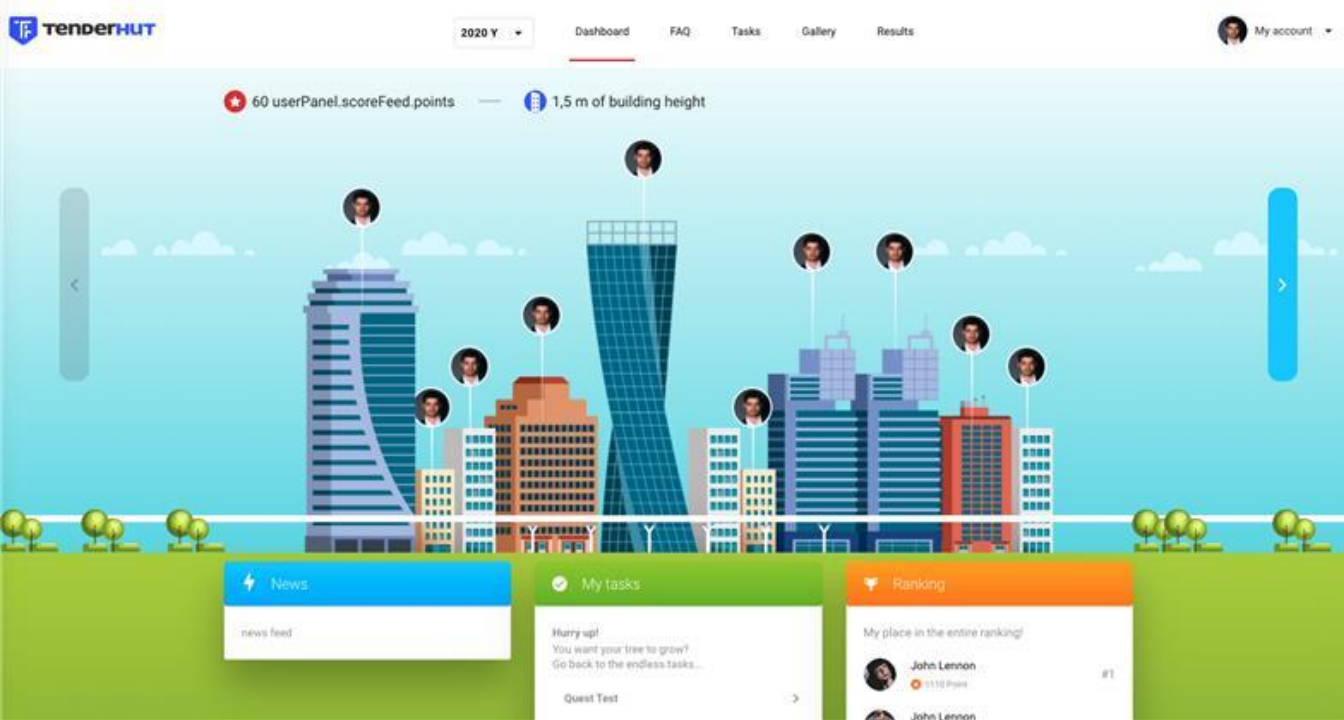 TENDERHUT
2020 Y
Dashboard
FAQ
Tasks
Gallery
Results
My account
60 userPanel.scoreFeed.points
1,5 m of building height
News
news feed
My tasks
Hurry up!
You want your tree to grow?
Go back to the endless tasks...
Quest Test
Ranking
My place in the entire ranking!
John Lennon
1110 Point
#1
John Lennon